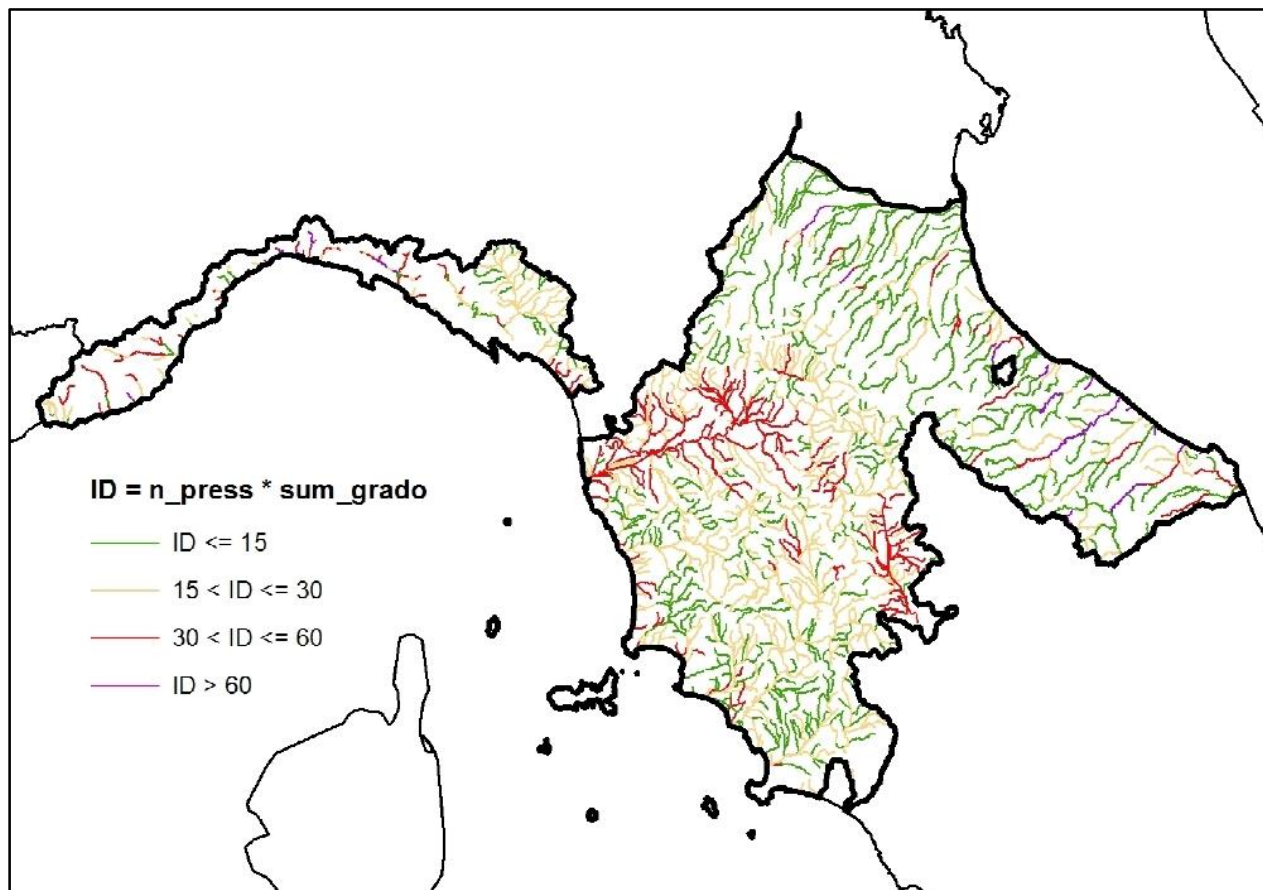 ID = n_press * sum_grado
ID <= 15
15 < ID <= 30
30 < ID <= 60
ID > 60